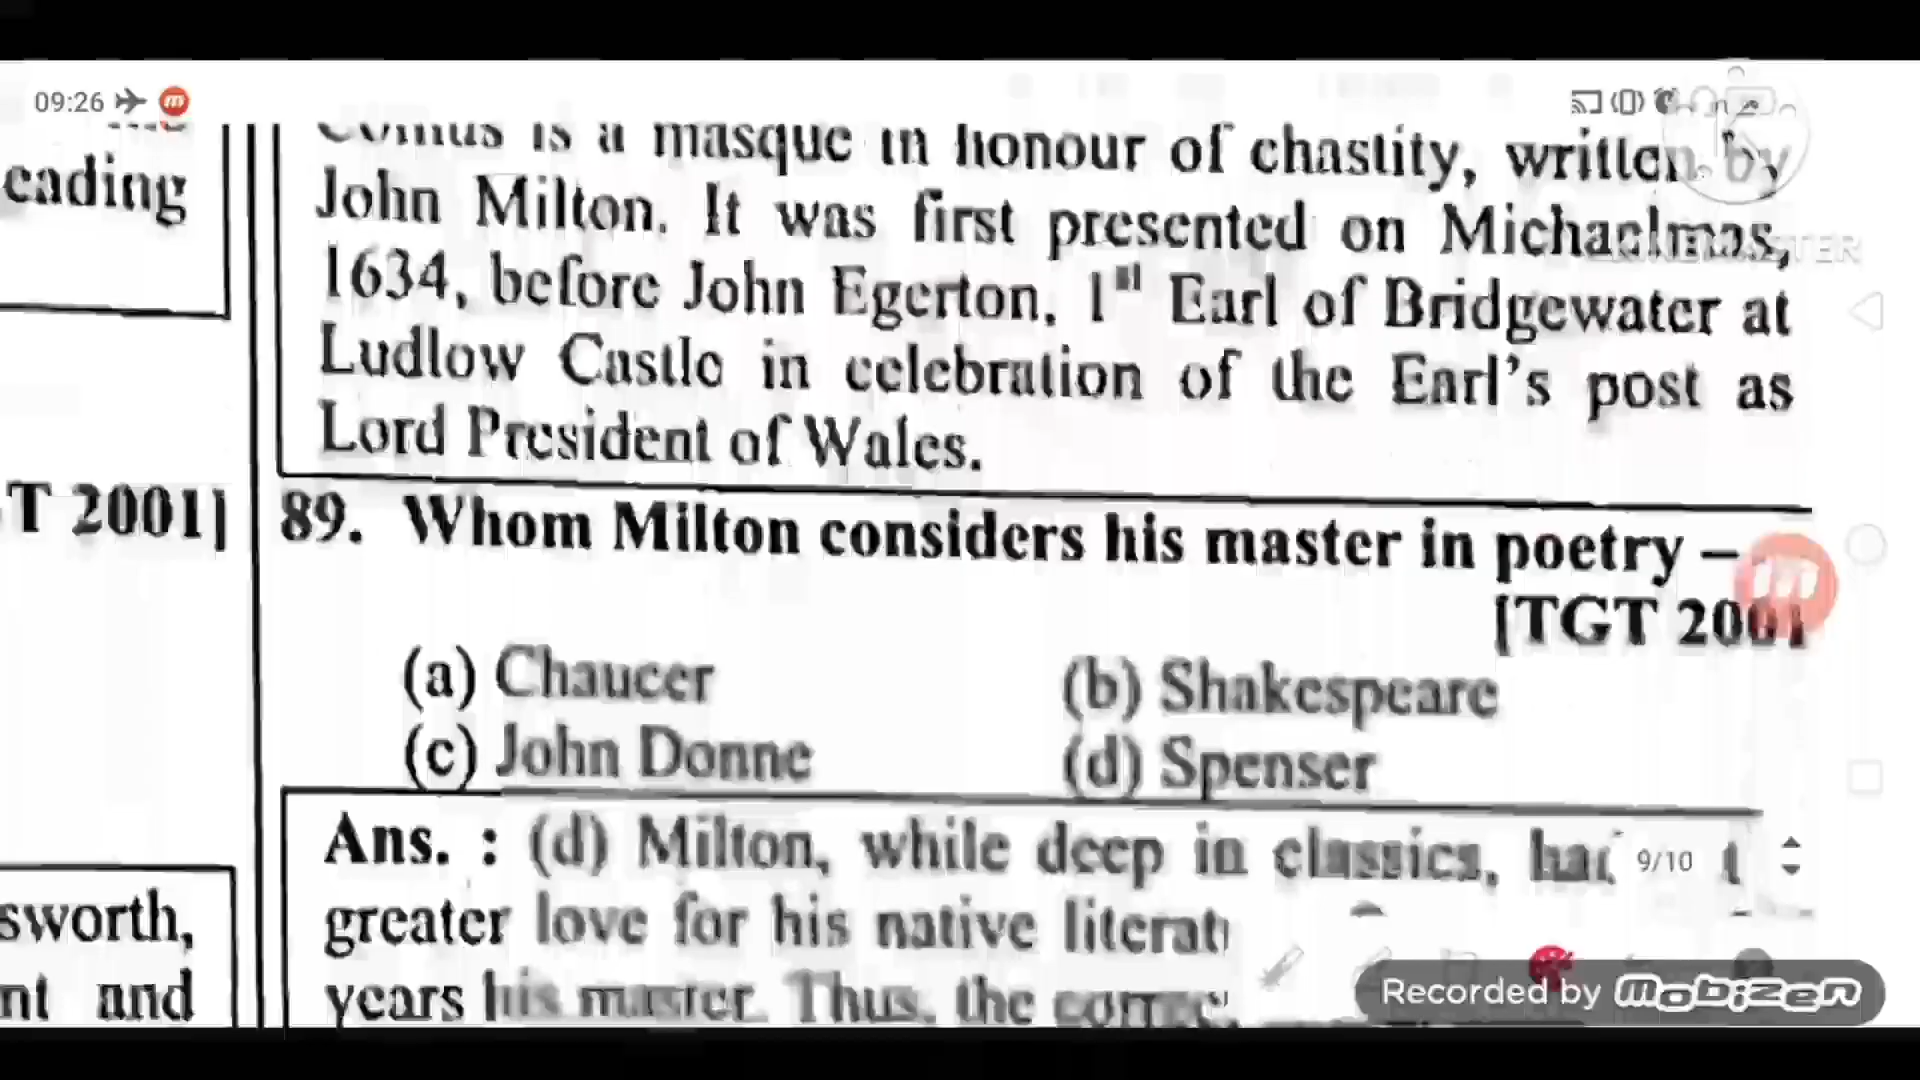 09:26
eading
T 2001]
sworth,
nt and
Comus is a masque in honour of chastity, written by
John Milton. It was first presented on Michaelmas,
1634, before John Egerton, 1st Earl of Bridgewater at
Ludlow Castle in celebration of the Earl's post as
Lord President of Wales.
89. Whom Milton considers his master in poetry –
[TGT 2001
(a) Chaucer (b) Shakespeare
(c) John Donne (d) Spenser
Ans. : (d) Milton, while deep in classics, had
greater love for his native
years his master. Thus, the
9/10
KINEMASTER
Recorded by mobizen